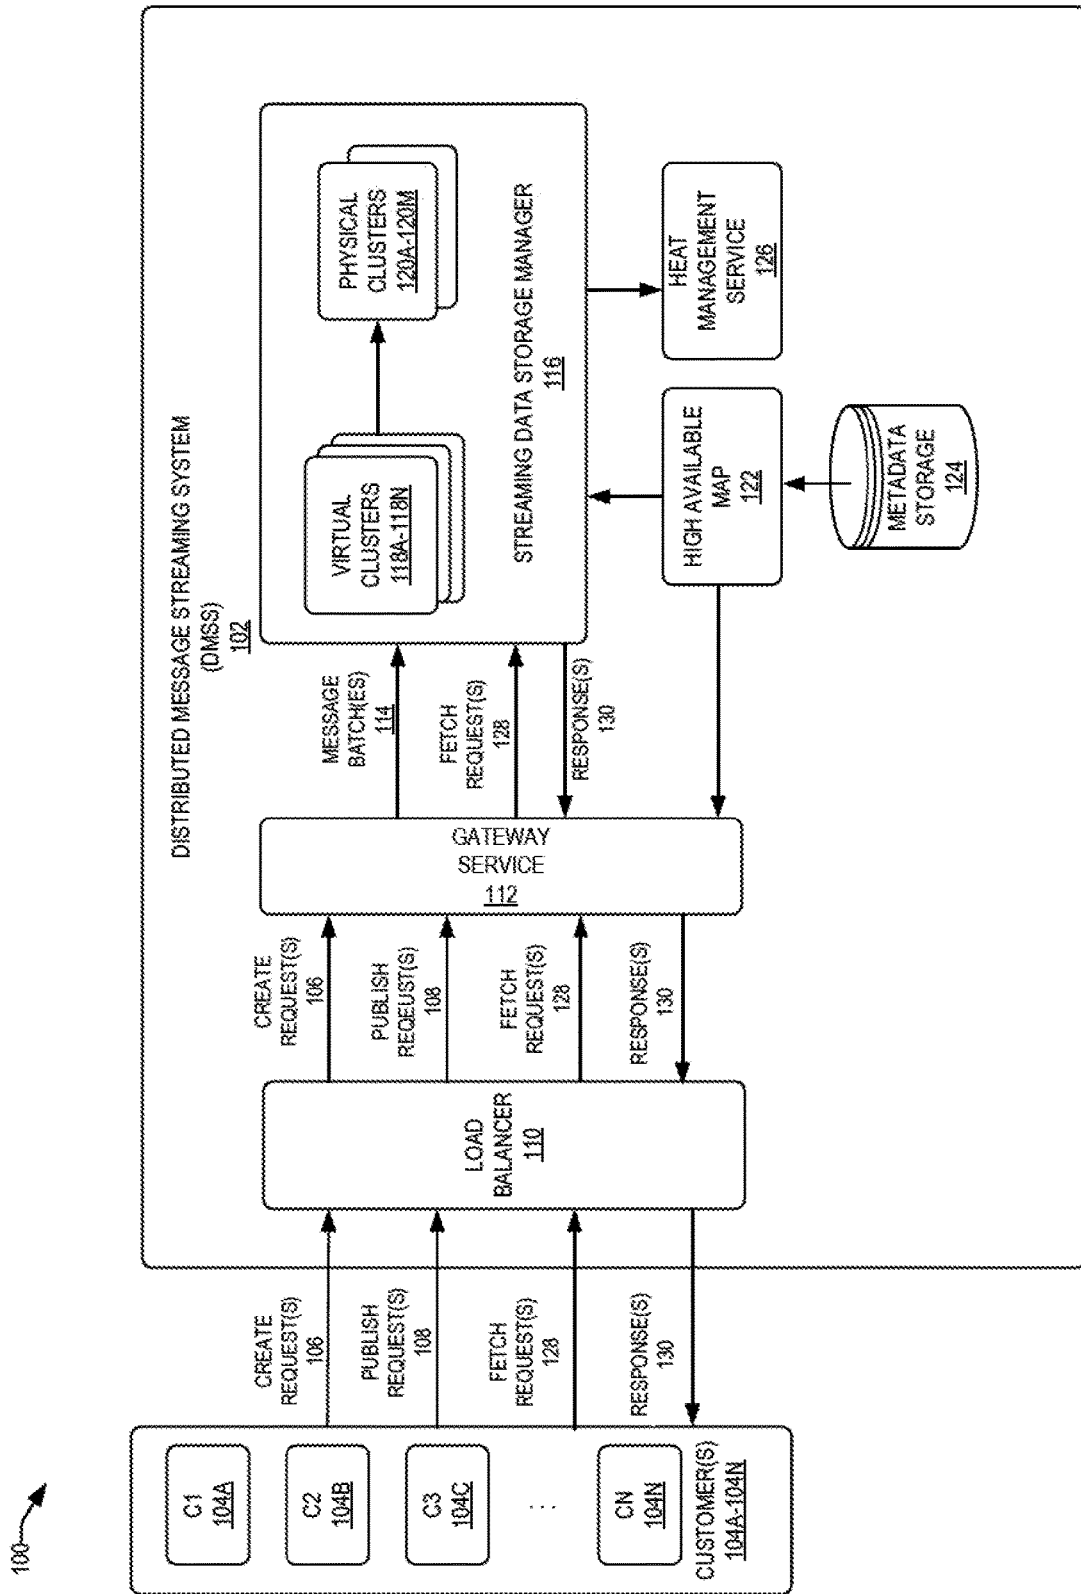 100
C1
104A
C2
104B
C3
104C
. . .
CN
104N
CUSTOMER(S)
104A-104N
CREATE
REQUEST(S)
106
PUBLISH
REQUEST(S)
108
FETCH
REQUEST(S)
128
RESPONSE(S)
130
DISTRIBUTED MESSAGE STREAMING SYSTEM
(DMSS)
102
LOAD
BALANCER
110
CREATE
REQUEST(S)
106
PUBLISH
REQEUST(S)
108
FETCH
REQUEST(S)
128
RESPONSE(S)
130
GATEWAY
SERVICE
112
MESSAGE
BATCH(ES)
114
FETCH
REQUEST(S)
128
RESPONSE(S)
130
VIRTUAL
CLUSTERS
118A-118N
PHYSICAL
CLUSTERS
120A-120M
STREAMING DATA STORAGE MANAGER
116
HIGH AVAILABLE
MAP
122
HEAT
MANAGEMENT
SERVICE
126
METADATA
STORAGE
124